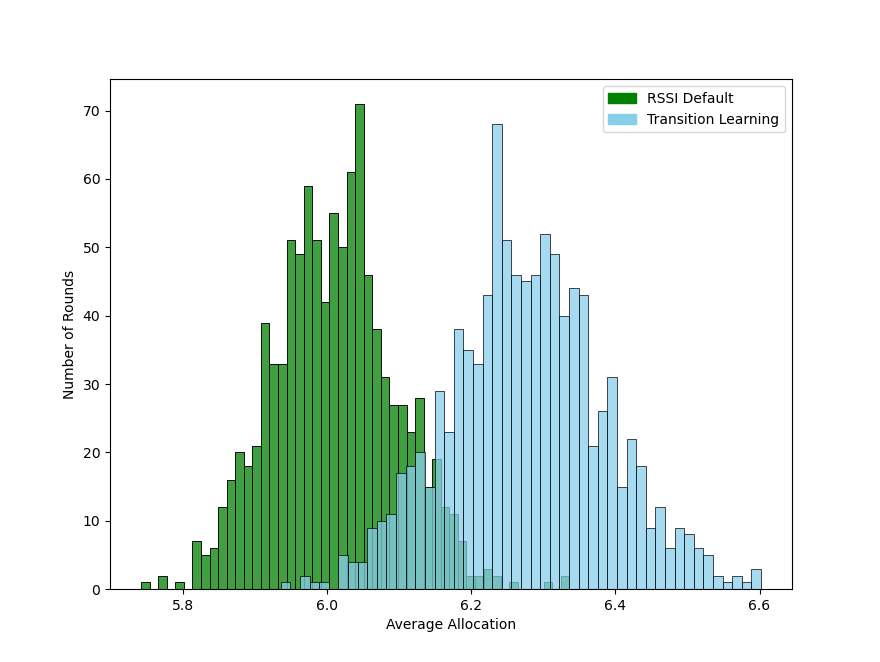 RSSI Default
Transition Learning
70
60
50
40
30
20
10
0
Number of Rounds
5.8 6.0 6.2 6.4 6.6
Average Allocation